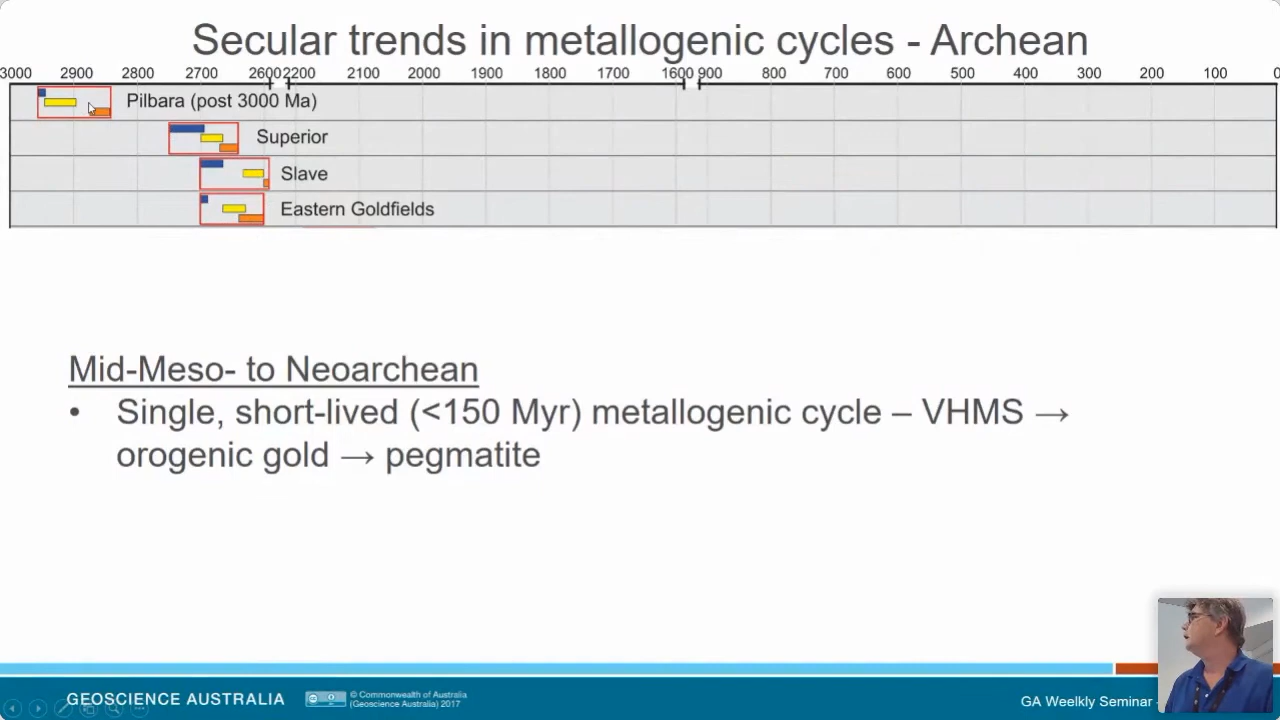 Secular trends in metallogenic cycles - Archean
3000 2900 2800 2700 2600 2200 2100 2000 1900 1800 1700 1600 900 800 700 600 500 400 300 200 100 0
Pilbara (post 3000 Ma)
Superior
Slave
Eastern Goldfields
Mid-Meso- to Neoarchean
• Single, short-lived (<150 Myr) metallogenic cycle – VHMS →
orogenic gold → pegmatite
GEOSCIENCE AUSTRALIA
© Commonwealth of Australia
(Geoscience Australia) 2017
GA Weelkly Seminar